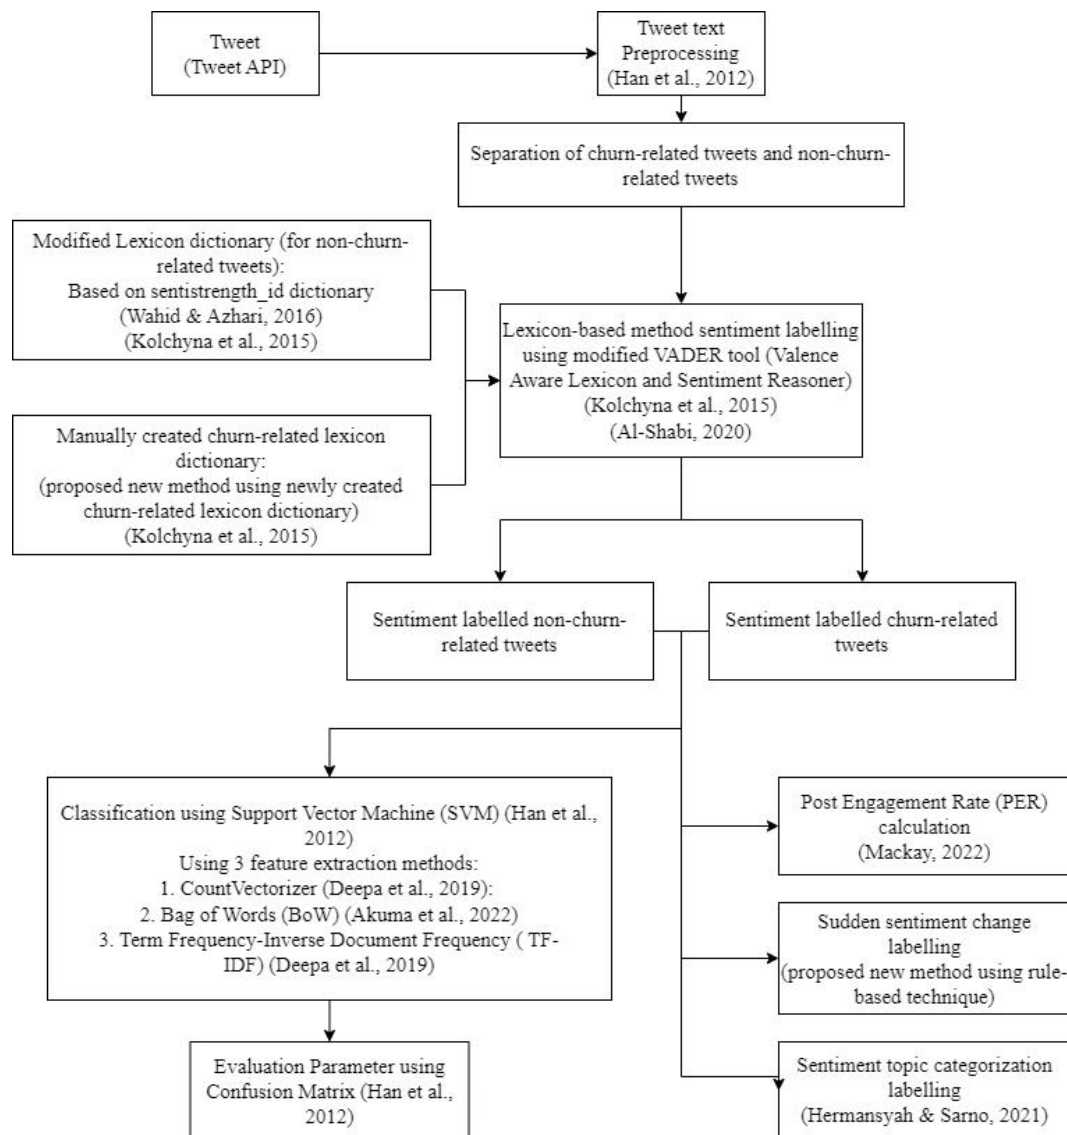 Tweet
(Tweet API)
Tweet text
Preprocessing
(Han et al., 2012)
Separation of churn-related tweets and non-churn-
related tweets
Modified Lexicon dictionary (for non-churn-
related tweets):
Based on sentistrength_id dictionary
(Wahid & Azhari, 2016)
(Kolchyna et al., 2015)
Lexicon-based method sentiment labelling
using modified VADER tool (Valence
Aware Lexicon and Sentiment Reasoner)
(Kolchyna et al., 2015)
(Al-Shabi, 2020)
Manually created churn-related lexicon
dictionary:
(proposed new method using newly created
churn-related lexicon dictionary)
(Kolchyna et al., 2015)
Sentiment labelled non-churn-
related tweets
Sentiment labelled churn-related
tweets
Classification using Support Vector Machine (SVM) (Han et al.,
2012)
Using 3 feature extraction methods:
1. CountVectorizer (Deepa et al., 2019):
2. Bag of Words (BoW) (Akuma et al., 2022)
3. Term Frequency-Inverse Document Frequency ( TF-
IDF) (Deepa et al., 2019)
Post Engagement Rate (PER)
calculation
(Mackay, 2022)
Sudden sentiment change
labelling
(proposed new method using rule-
based technique)
Evaluation Parameter using
Confusion Matrix (Han et al.,
2012)
Sentiment topic categorization
labelling
(Hermansyah & Sarno, 2021)